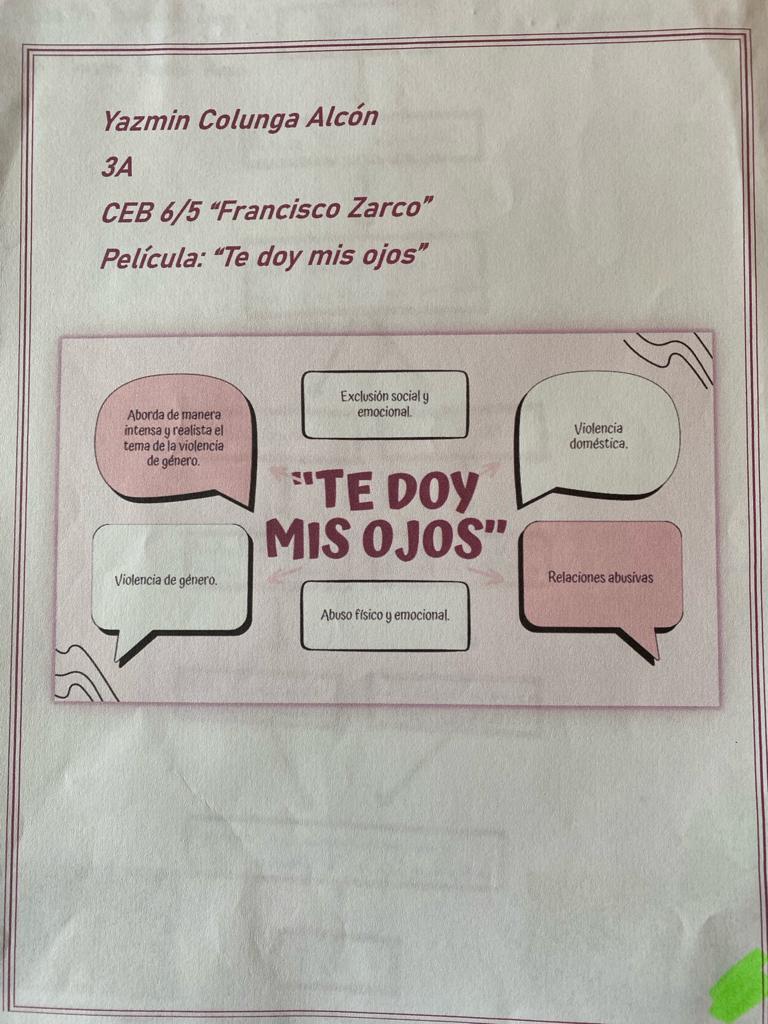 Yazmin Colunga Alcón
3A
CEB 6/5 “Francisco Zarco”
Película: “Te doy mis ojos”
Aborda de manera
intensa y realista el
tema de la violencia
de género.
Exclusión social y
emocional.
Violencia
doméstica.
"TE DOY
MIS OJOS"
Violencia de género.
Abuso físico y emocional.
Relaciones abusivas